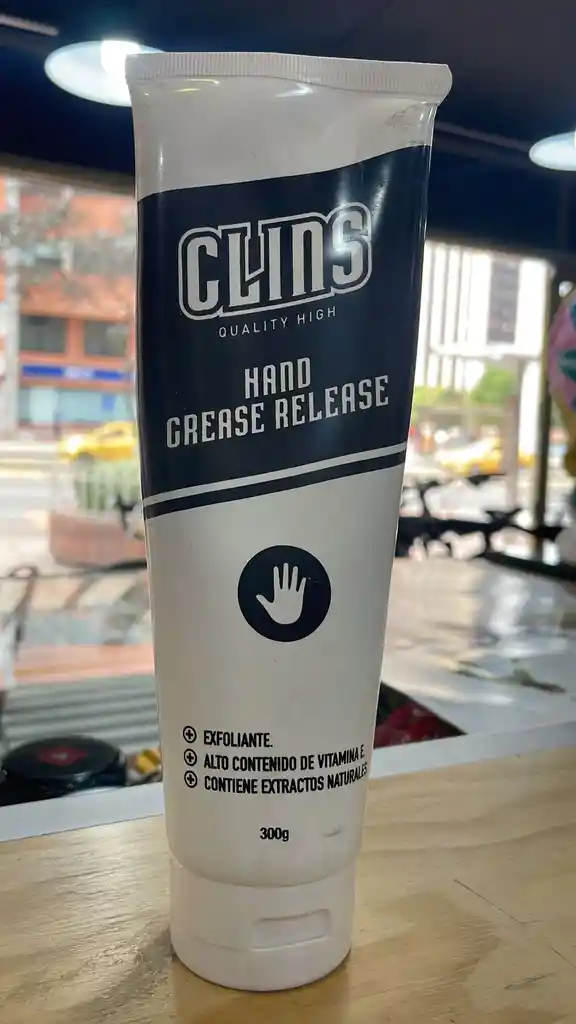 CLINS
QUALITY HIGH
HAND
GREASE RELEASE
EXFOLIANTE.
ALTO CONTENIDO DE VITAMINA E.
CONTIENE EXTRACTOS NATURALES
300g